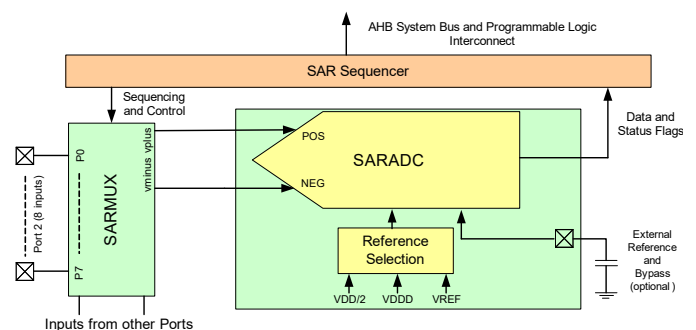 AHB System Bus and Programmable Logic
Interconnect
SAR Sequencer
Sequencing
and Control
Data and
Status Flags
vminus vplus
P0
SARMUX
Port 2 (8 inputs)
P7
POS
SARADC
NEG
Reference
Selection
External
Reference
and
Bypass
(optional)
VDD/2
VDDD
VREF
Inputs from other Ports